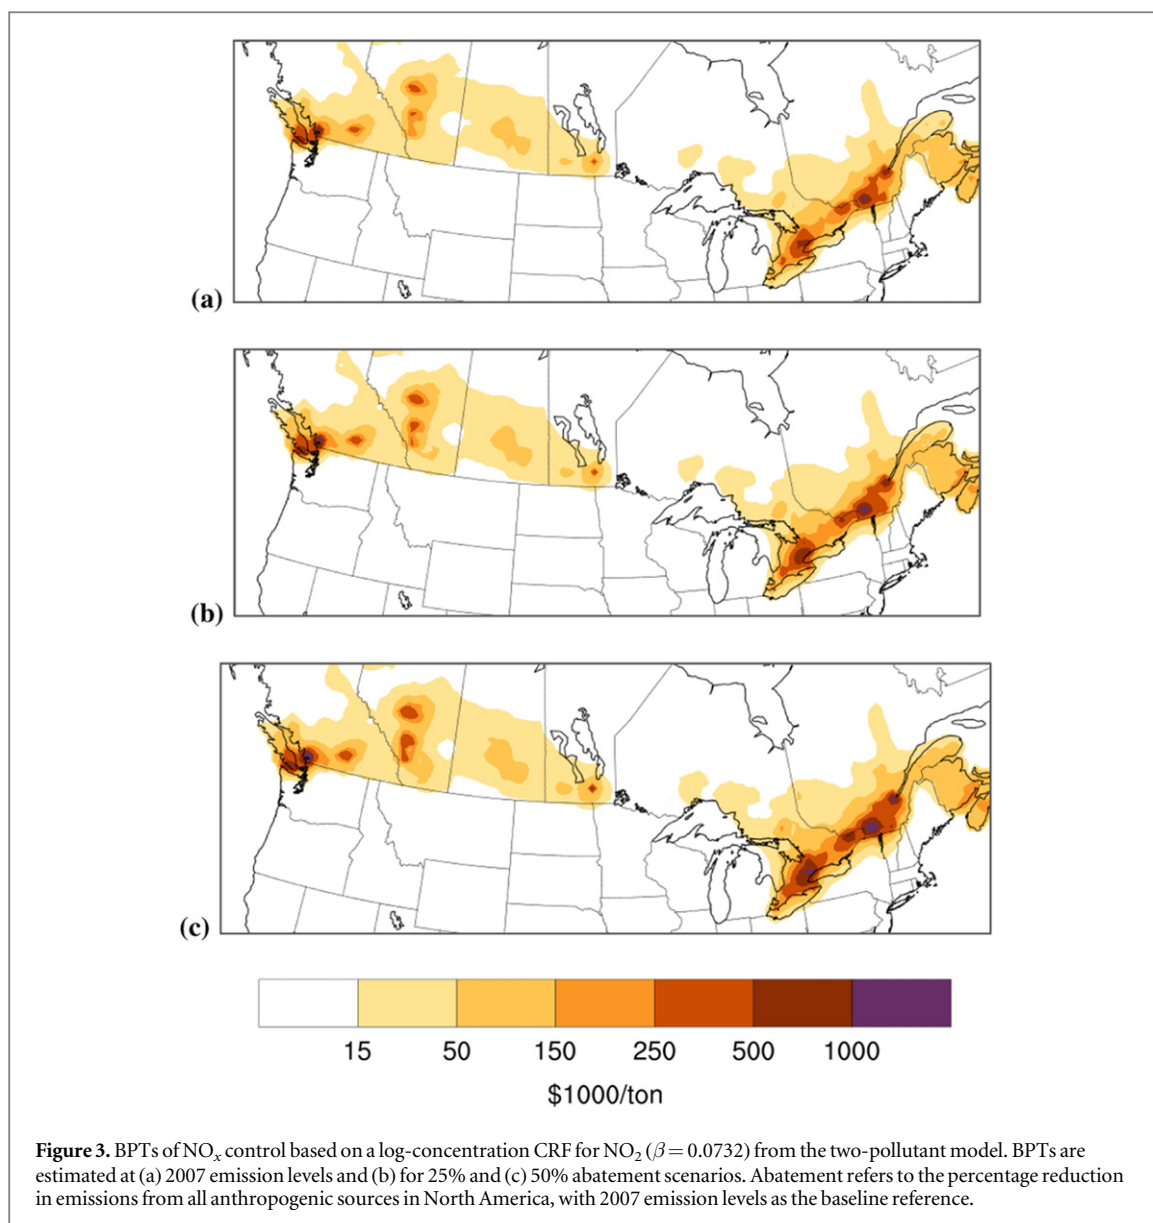 (a)
(b)
(c)
15 50 150 250 500 1000
$1000/ton
Figure 3. BPTs of NOx control based on a log-concentration CRF for NO2 (β = 0.0732) from the two-pollutant model. BPTs are
estimated at (a) 2007 emission levels and (b) for 25% and (c) 50% abatement scenarios. Abatement refers to the percentage reduction
in emissions from all anthropogenic sources in North America, with 2007 emission levels as the baseline reference.